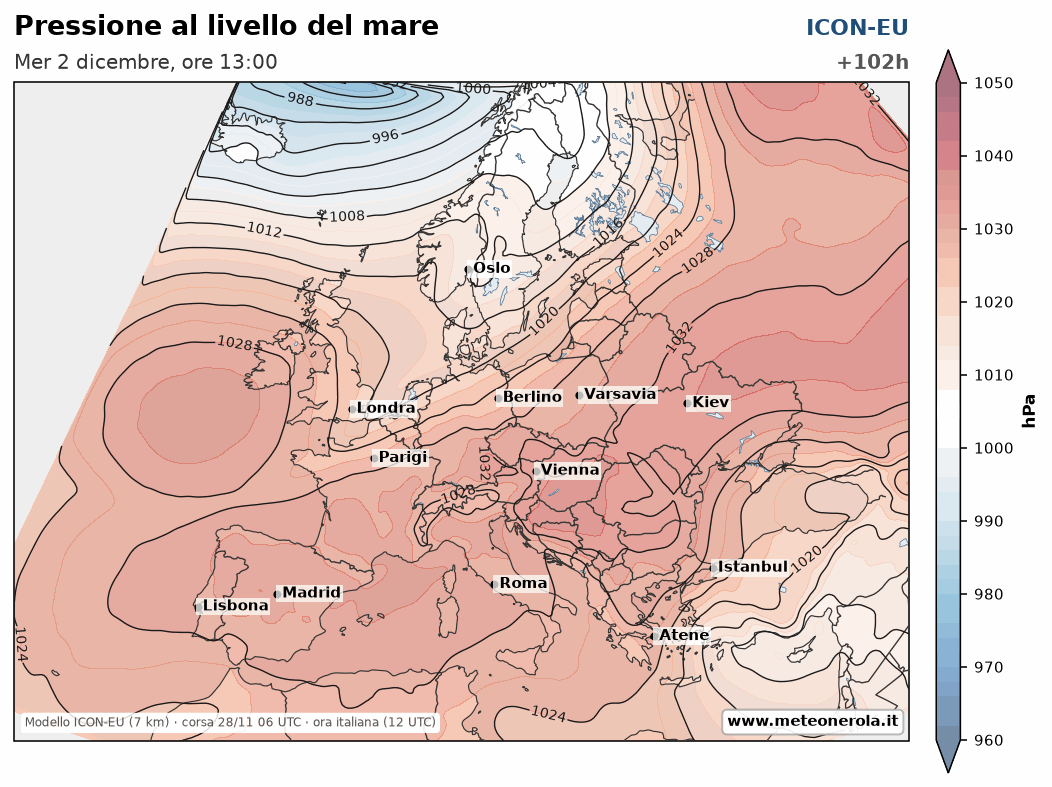 Pressione al livello del mare
ICON-EU
Mer 2 dicembre, ore 13:00
+102h
1000
1004
1032
988
996
1008
1012
1016
1024
1028
Oslo
1020
1032
1028
Londra
Berlino
Varsavia
Kiev
Parigi
1032
Vienna
1028
Istanbul
1020
Roma
Madrid
Lisbona
Atene
1024
1024
Modello ICON-EU (7 km) · corsa 28/11 06 UTC · ora italiana (12 UTC)
www.meteonerola.it
1050
1040
1030
1020
1010
1000
990
980
970
960
hPa